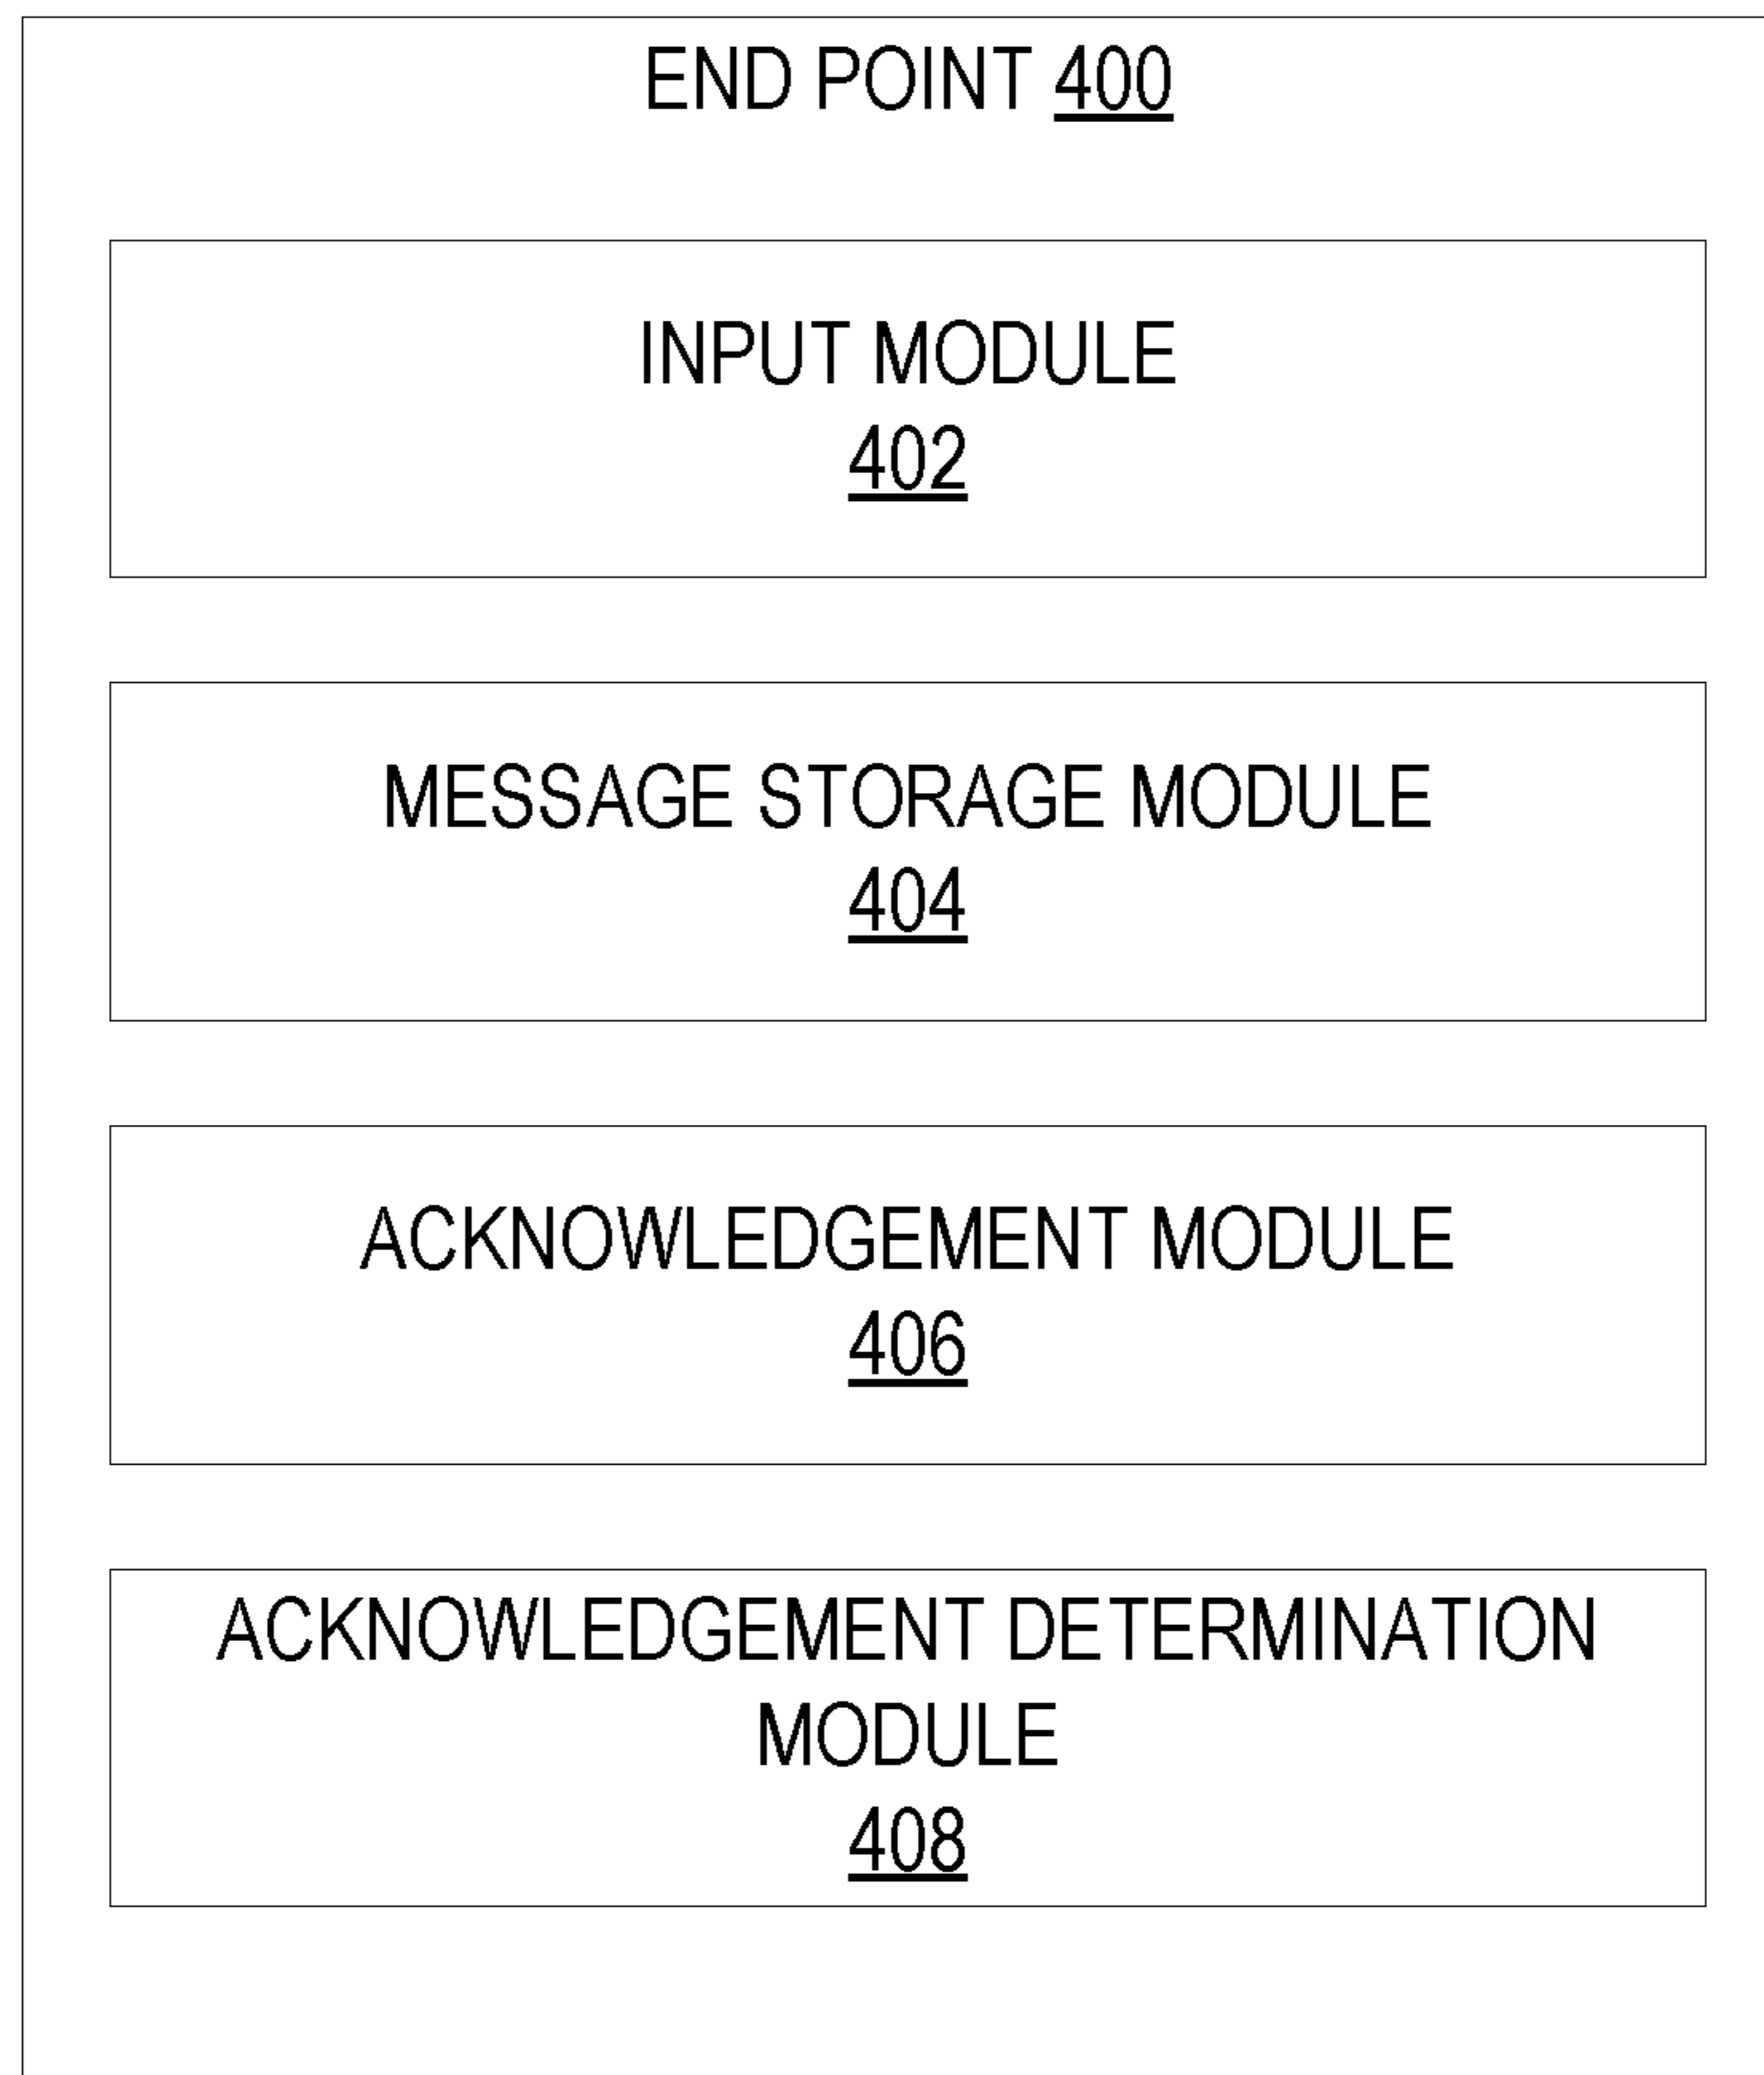 END POINT 400
INPUT MODULE
402
MESSAGE STORAGE MODULE
404
ACKNOWLEDGEMENT MODULE
406
ACKNOWLEDGEMENT DETERMINATION
MODULE
408